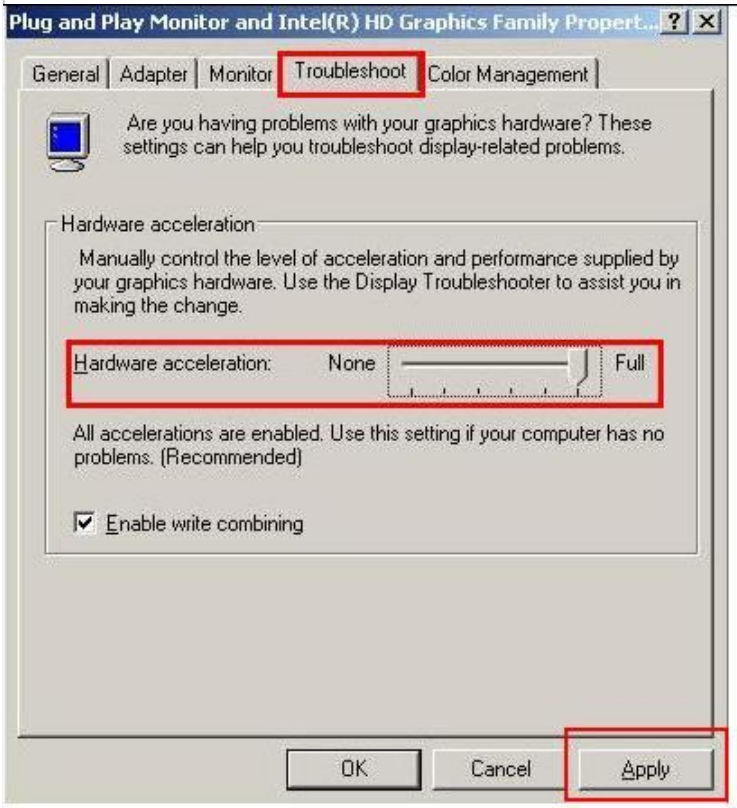 Plug and Play Monitor and Intel(R) HD Graphics Family Propert...
General Adapter Monitor Troubleshoot Color Management
Are you having problems with your graphics hardware? These
settings can help you troubleshoot display-related problems.
Hardware acceleration
Manually control the level of acceleration and performance supplied by
your graphics hardware. Use the Display Troubleshooter to assist you in
making the change.
Hardware acceleration: None Full
All accelerations are enabled. Use this setting if your computer has no
problems. (Recommended)
Enable write combining
OK Cancel Apply